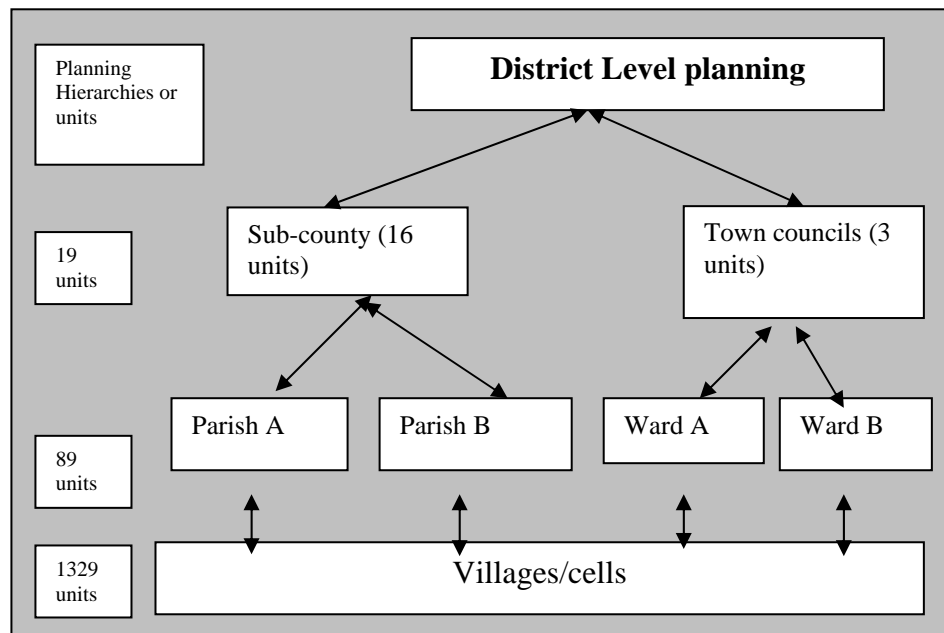 Planning
Hierarchies or
units
District Level planning
19
units
Sub-county (16
units)
Town councils (3
units)
89
units
Parish A
Parish B
Ward A
Ward B
1329
units
Villages/cells